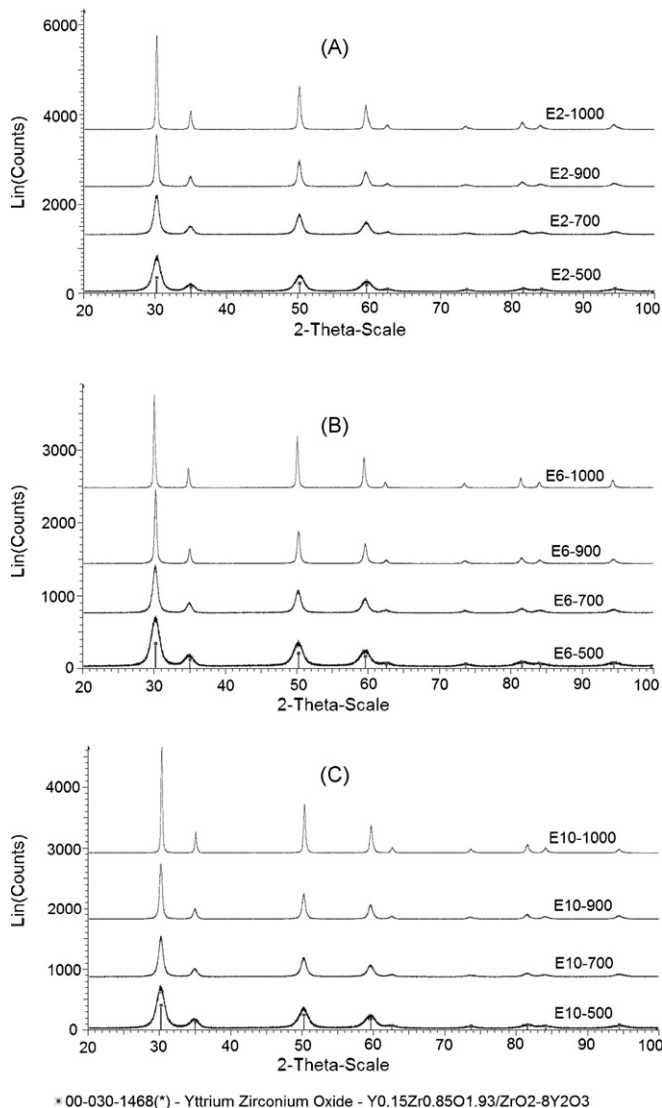 (A)
6000
4000
2000
0
Lin(Counts)
E2-1000
E2-900
E2-700
E2-500
20 30 40 50 60 70 80 90 100
2-Theta-Scale
(B)
3000
2000
1000
0
Lin(Counts)
E6-1000
E6-900
E6-700
E6-500
20 30 40 50 60 70 80 90 100
2-Theta-Scale
(C)
4000
3000
2000
1000
0
Lin(Counts)
E10-1000
E10-900
E10-700
E10-500
20 30 40 50 60 70 80 90 100
2-Theta-Scale
00-030-1468(*) - Yttrium Zirconium Oxide - Y0.15Zr0.85O1.93/ZrO2-8Y2O3